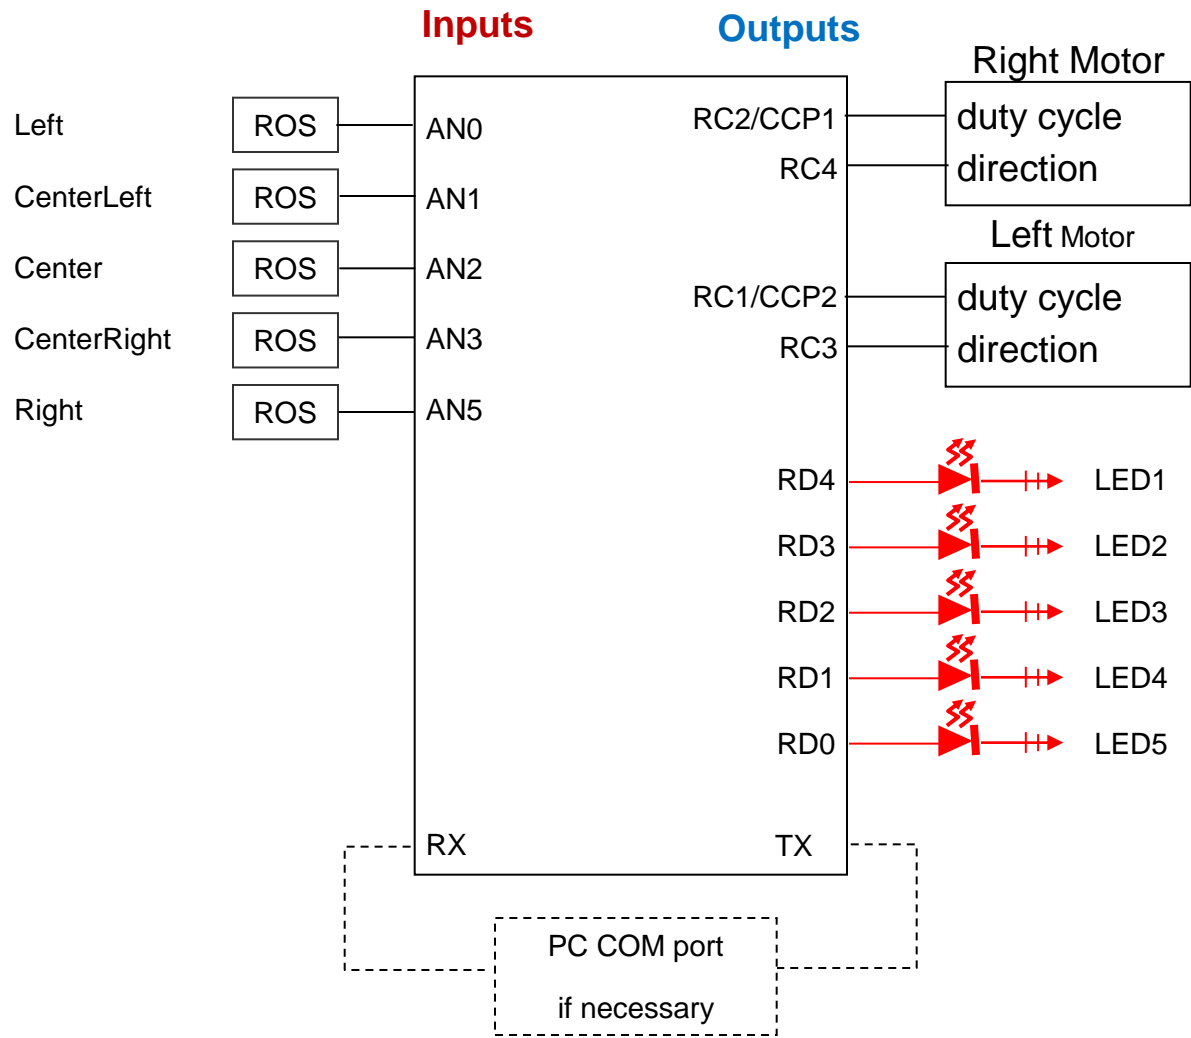 Inputs Outputs
Right Motor
Left ROS AN0 RC2/CCP1 duty cycle
RC4 direction
CenterLeft ROS AN1
Left Motor
Center ROS AN2
RC1/CCP2 duty cycle
CenterRight ROS AN3 RC3 direction
Right ROS AN5
RD4 LED1
RD3 LED2
RD2 LED3
RD1 LED4
RD0 LED5
RX TX
PC COM port
if necessary